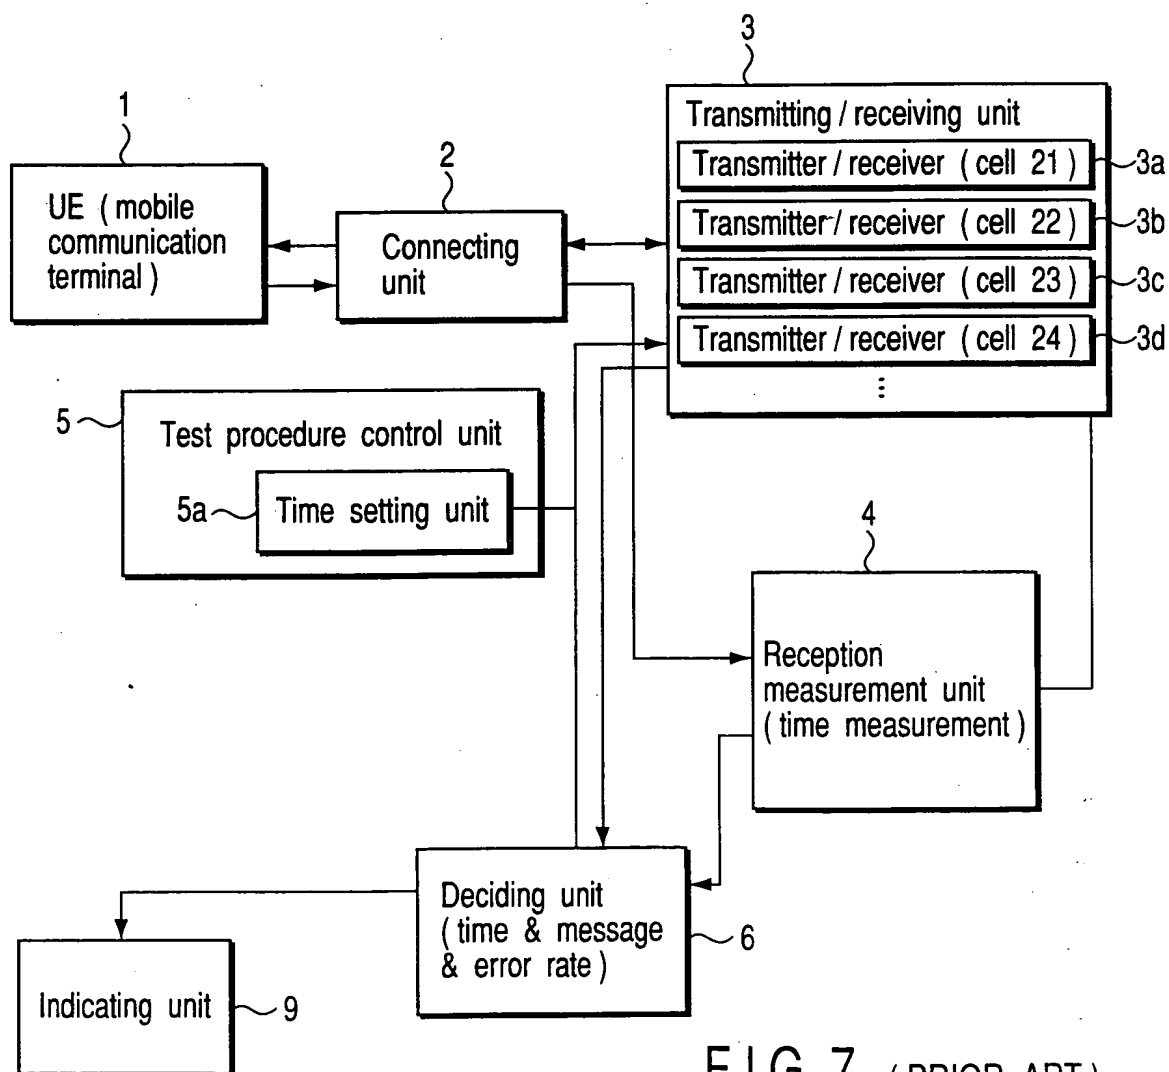 3
1
Transmitting / receiving unit
2
Transmitter / receiver ( cell 21 )
3a
UE ( mobile
communication
terminal )
Transmitter / receiver ( cell 22 )
3b
Connecting
unit
Transmitter / receiver ( cell 23 )
3c
Transmitter / receiver ( cell 24 )
3d
⋮
5
Test procedure control unit
5a
Time setting unit
4
Reception
measurement unit
( time measurement )
Deciding unit
( time & message
& error rate )
6
Indicating unit
9
FIG. 7 ( PRIOR ART )